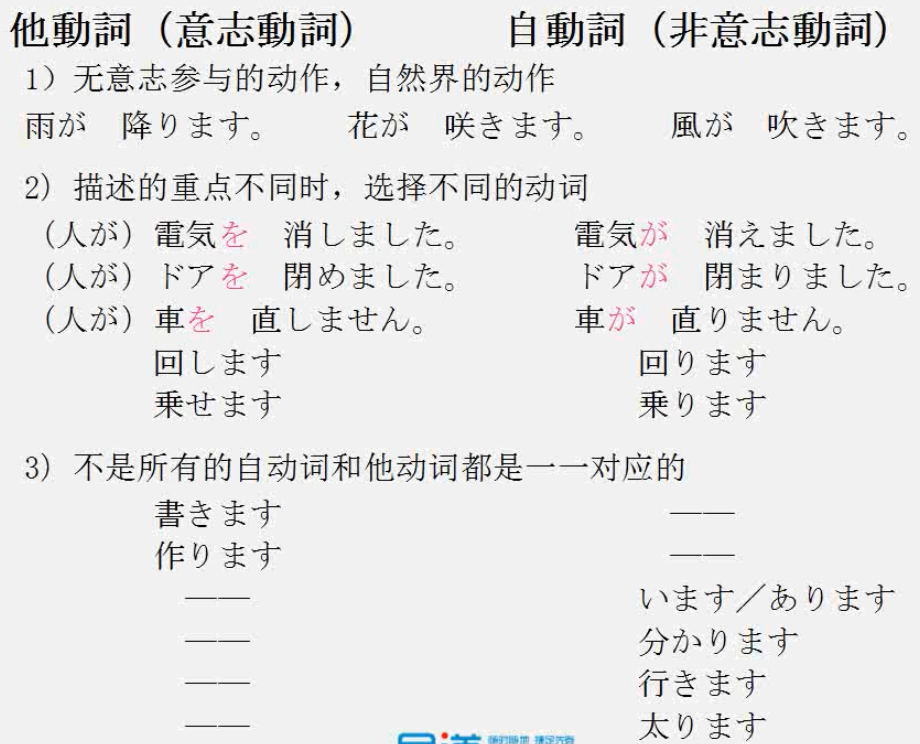 他動詞（意志動詞） 自動詞（非意志動詞）
1）无意志参与的动作，自然界的动作
雨が 降ります。 花が 咲きます。 風が 吹きます。
2）描述的重点不同时，选择不同的动词
（人が）電気を 消しました。 電気が 消えました。
（人が）ドアを 閉めました。 ドアが 閉まりました。
（人が）車を 直しません。 車が 直りません。
回します 回ります
乗せます 乗ります
3）不是所有的自动词和他动词都是一一对应的
書きます ——
作ります ——
—— います／あります
—— 分かります
—— 行きます
—— 太ります